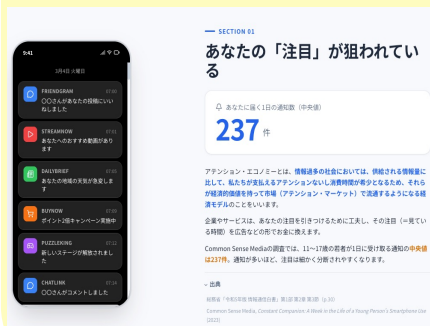 9:41
3月4日 火曜日
FRIENDGRAM 07:00
〇〇さんがあなたの投稿にいい
ねしました
STREAMNOW 07:01
あなたへのおすすめ動画があり
ます
DAILYBRIEF 07:03
あなたの地域の天気が急変しま
す
BUYNOW 07:09
ポイント2倍キャンペーン実施中
PUZZLEKING 07:12
新しいステージが解放されまし
た
CHATLINK 07:14
〇〇さんがコメントしました
SECTION 01
あなたの「注目」が狙われてい
る
あなたに届く1日の通知数（中央値）
237 件
アテンション・エコノミーとは、情報過多の社会においては、供給される情報量に
比して、私たちが支払えるアテンションないし消費時間が希少となるため、それら
が経済的価値を持って市場（アテンション・マーケット）で流通するようになる経
済モデルのことをいいます。
企業やサービスは、あなたの注目を引きつけるために工夫し、その注目（＝見てい
る時間）を広告などの形でお金に換えます。
Common Sense Mediaの調査では、11〜17歳の若者が1日に受け取る通知の中央値
は237件。通知が多いほど、注目は細かく分断されやすくなります。
出典
総務省「令和5年版 情報通信白書」第1部 第2章 第3節（p.30）
Common Sense Media, Constant Companion: A Week in the Life of a Young Person's Smartphone Use
(2023)